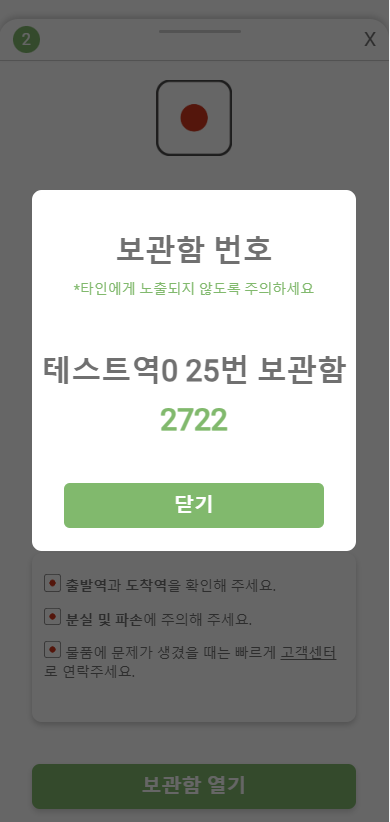 2
X
보관함 번호
*타인에게 노출되지 않도록 주의하세요
테스트역0 25번 보관함
2722
닫기
출발역과 도착역을 확인해 주세요.
분실 및 파손에 주의해 주세요.
물품에 문제가 생겼을 때는 빠르게 고객센터
로 연락주세요.
보관함 열기